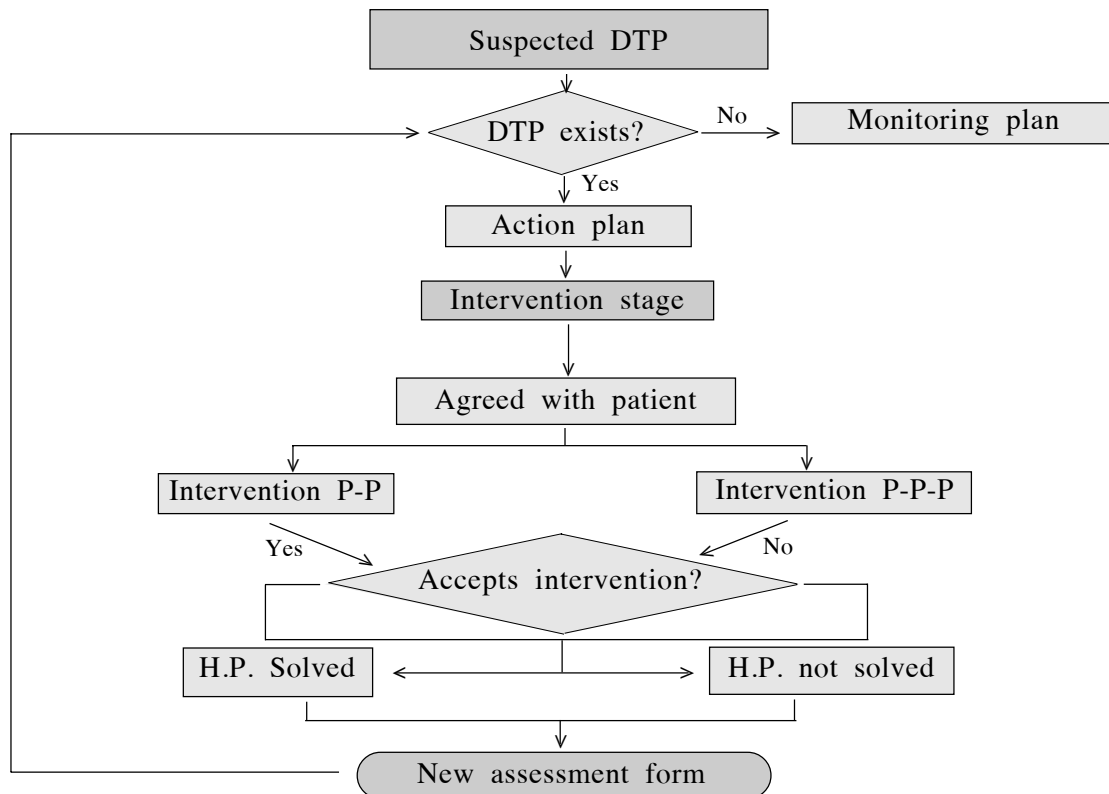 Suspected DTP
DTP exists?
No
Monitoring plan
Yes
Action plan
Intervention stage
Agreed with patient
Intervention P-P
Intervention P-P-P
Yes
No
Accepts intervention?
H.P. Solved
H.P. not solved
New assessment form